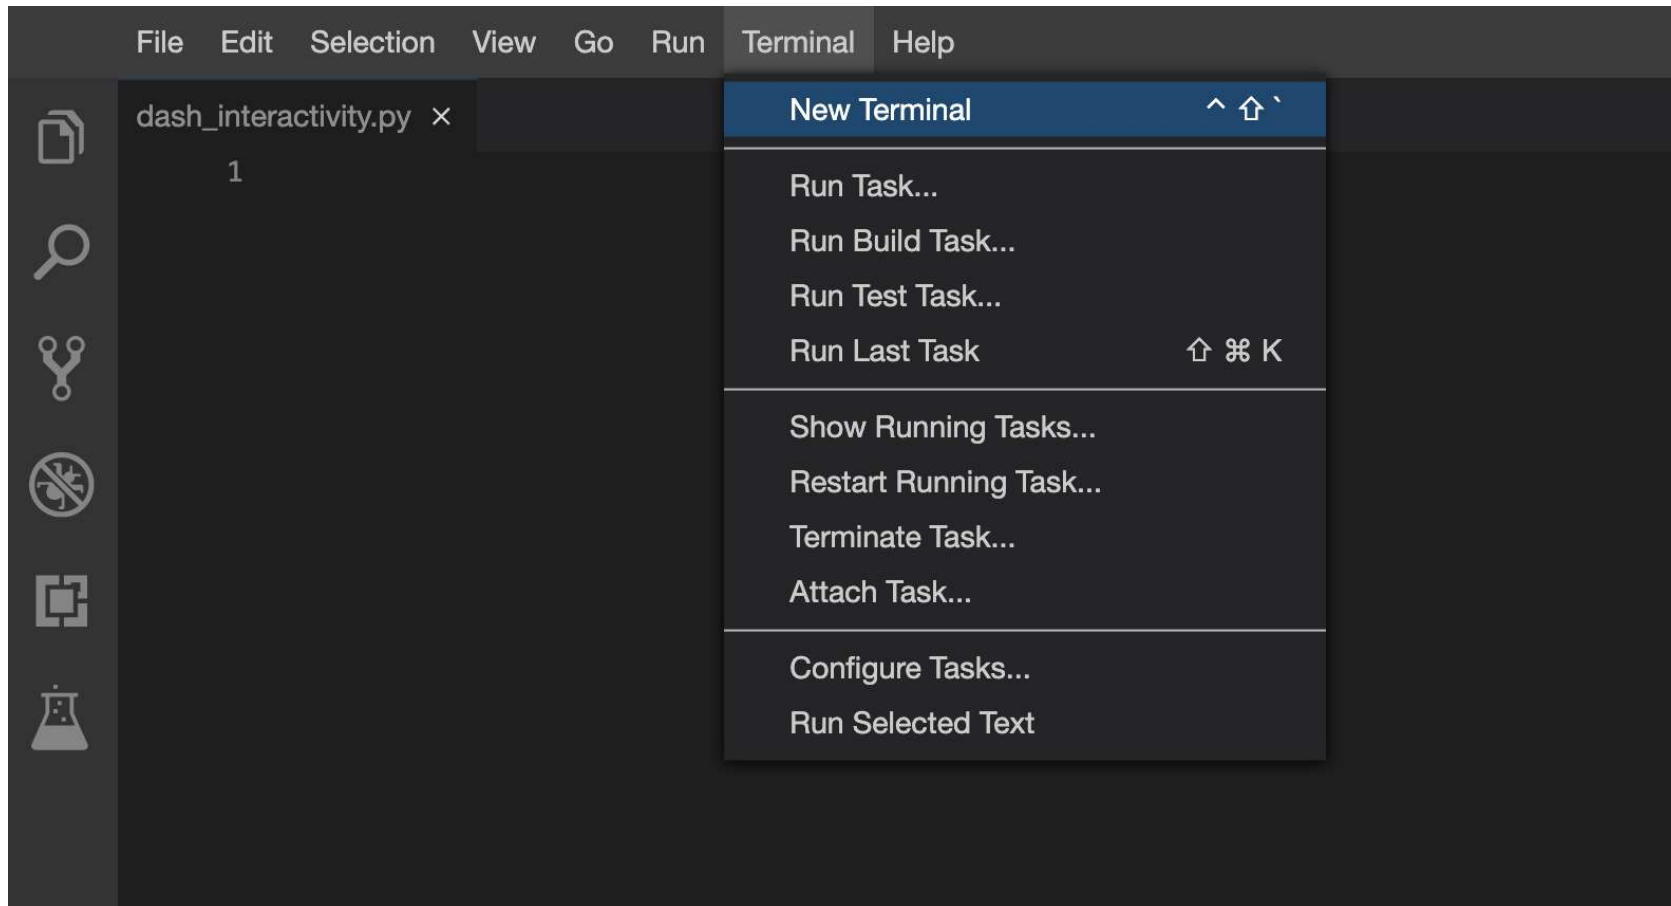 File Edit Selection View Go Run Terminal Help
dash_interactivity.py ×
1
New Terminal ^ ⇧ `
Run Task...
Run Build Task...
Run Test Task...
Run Last Task ⇧ ⌘ K
Show Running Tasks...
Restart Running Task...
Terminate Task...
Attach Task...
Configure Tasks...
Run Selected Text